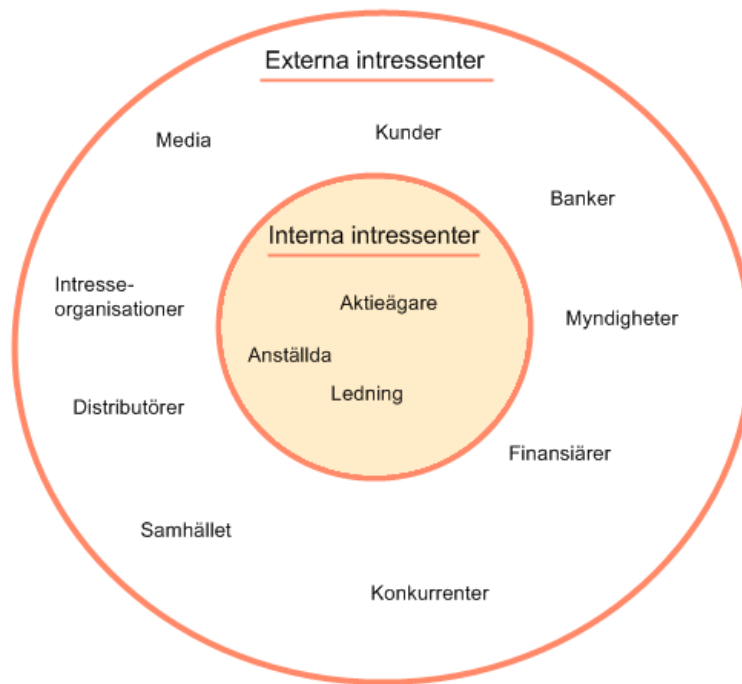 Externa intressenter
Media
Kunder
Banker
Interna intressenter
Intresse-
organisationer
Aktieägare
Myndigheter
Anställda
Ledning
Distributörer
Finansiärer
Samhället
Konkurrenter